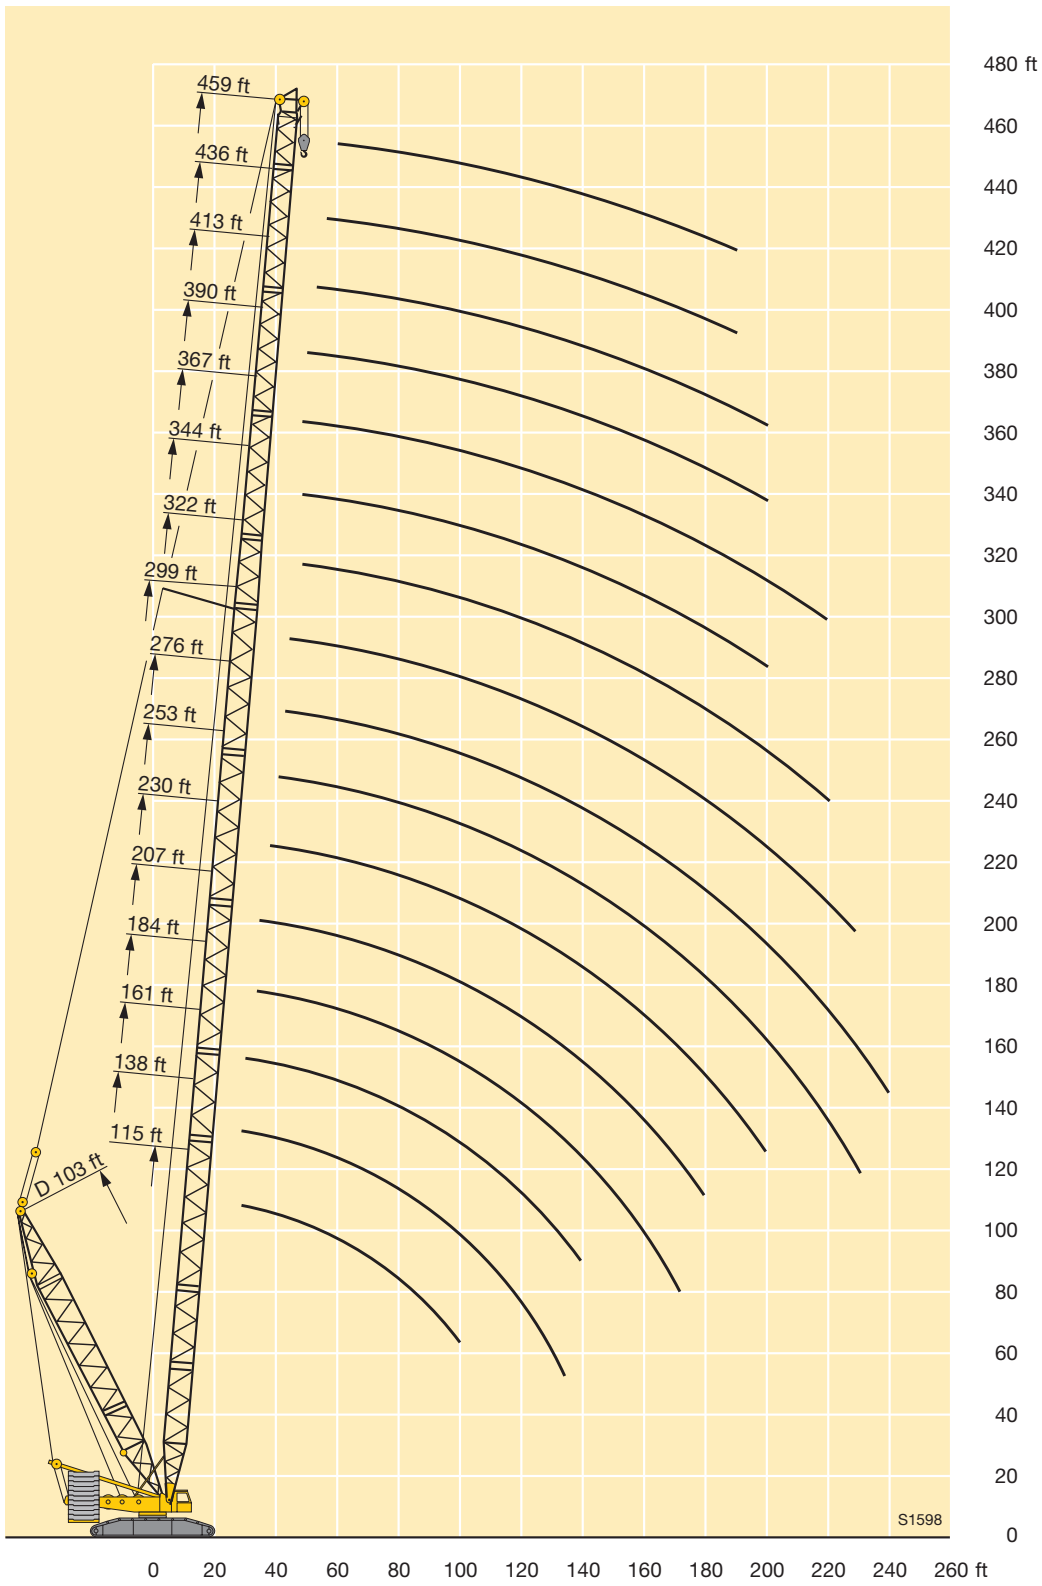 480 ft
459 ft
460
436 ft
440
413 ft
420
400
390 ft
380
367 ft
360
344 ft
340
322 ft
320
299 ft
300
276 ft
280
253 ft
260
240
230 ft
220
207 ft
200
184 ft
180
161 ft
160
138 ft
140
115 ft
120
D 103 ft
100
80
60
40
20
S1598
0
0 20 40 60 80 100 120 140 160 180 200 220 240 260 ft